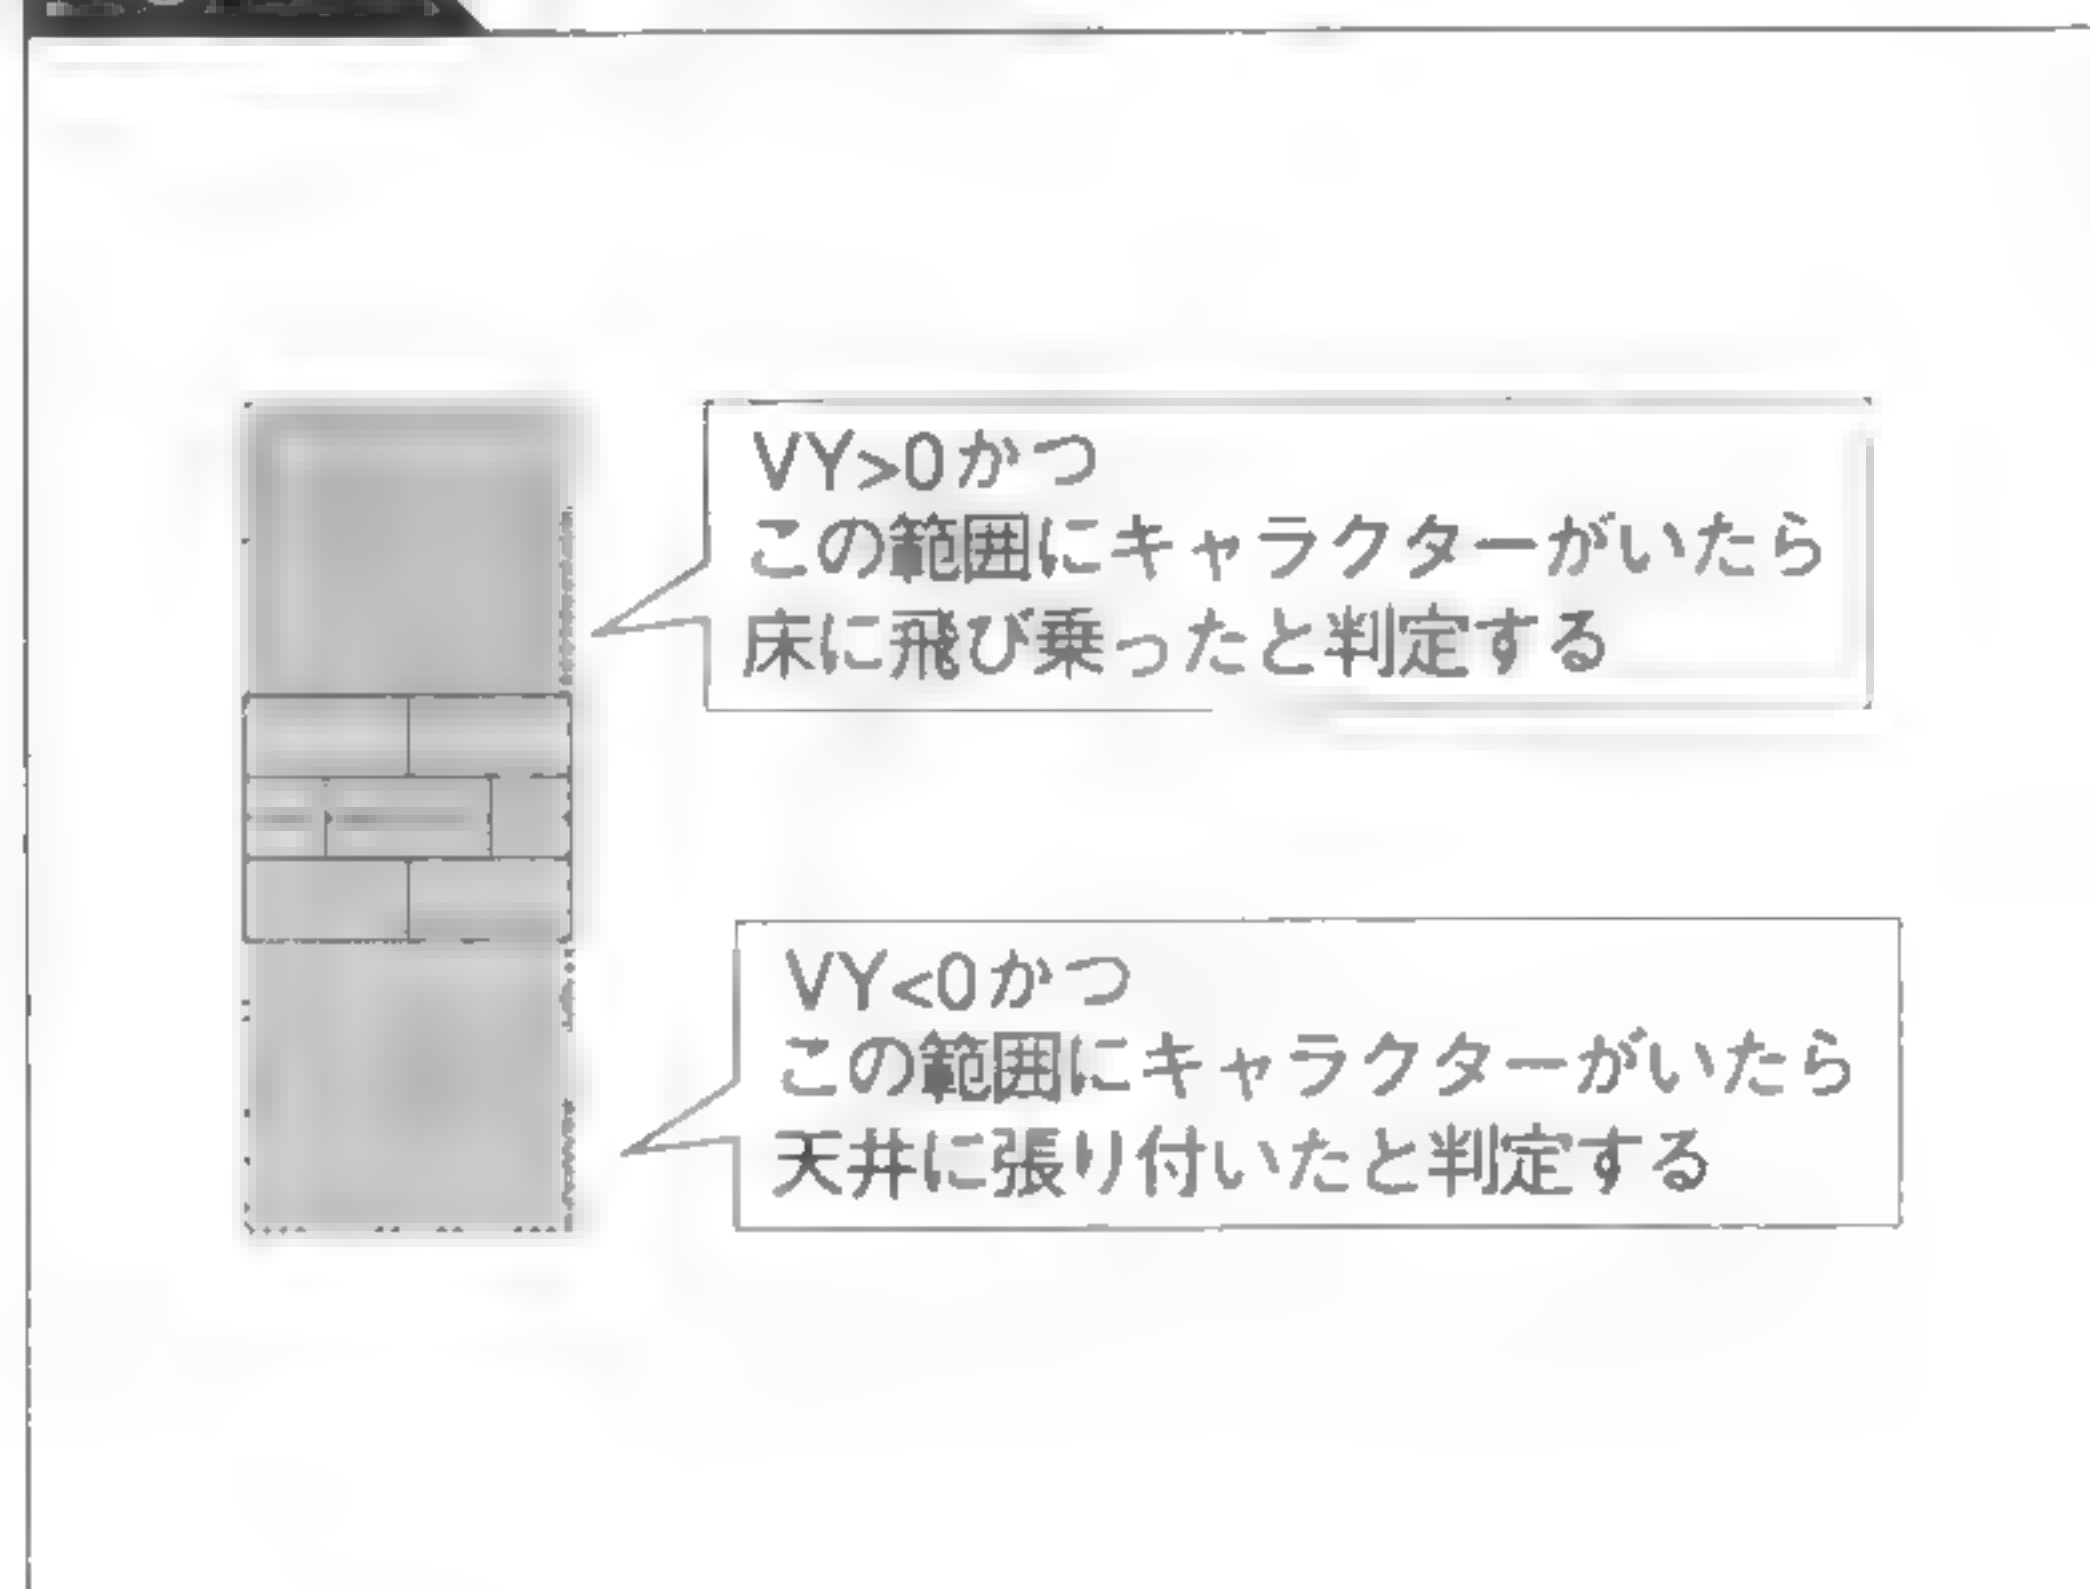 VY>0かつ
この範囲にキャラクターがいたら
床に飛び乗ったと判定する
VY<0かつ
この範囲にキャラクターがいたら
天井に張り付いたと判定する